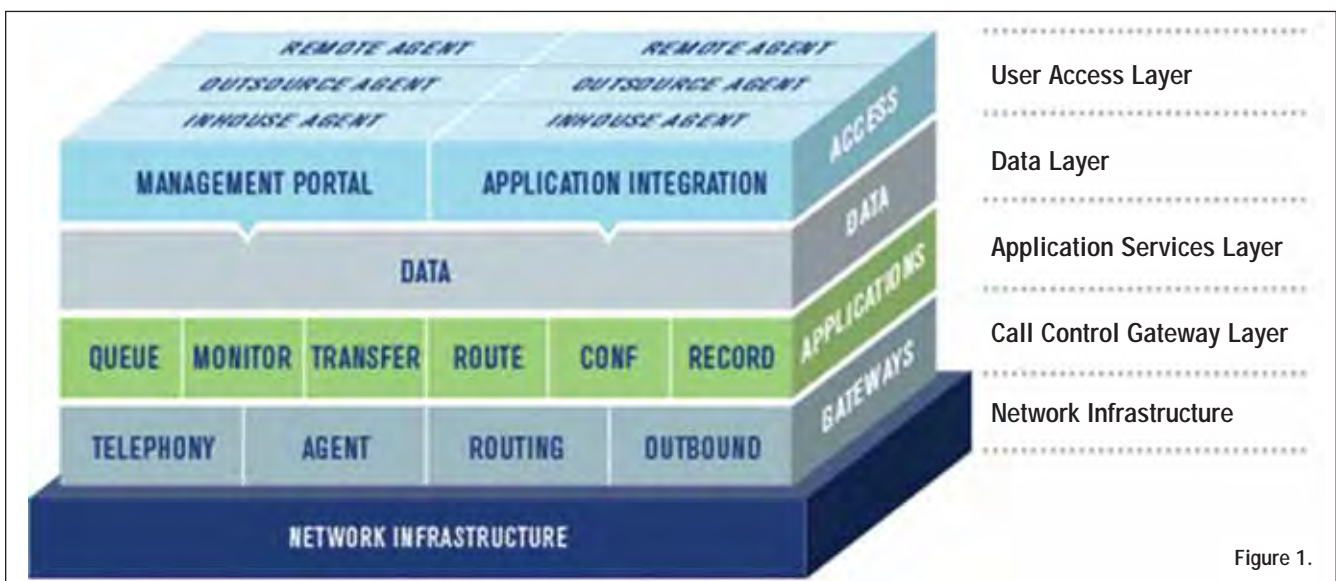 REMOTE AGENT REMOTE AGENT
OUTSOURCE AGENT OUTSOURCE AGENT
INHOUSE AGENT INHOUSE AGENT
MANAGEMENT PORTAL APPLICATION INTEGRATION
ACCESS
DATA
DATA
QUEUE MONITOR TRANSFER ROUTE CONF RECORD
APPLICATIONS
TELEPHONY AGENT ROUTING OUTBOUND
GATEWAYS
NETWORK INFRASTRUCTURE
User Access Layer
Data Layer
Application Services Layer
Call Control Gateway Layer
Network Infrastructure
Figure 1.